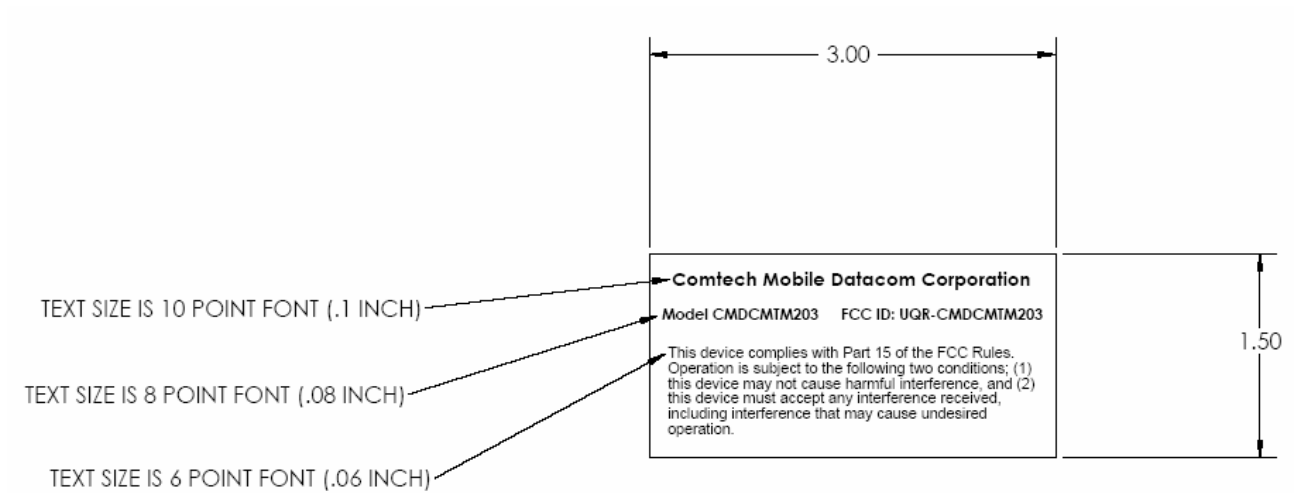 3.00
Comtech Mobile Datacom Corporation
TEXT SIZE IS 10 POINT FONT (.1 INCH)
Model CMDCMTM203 FCC ID: UQR-CMDCMTM203
1.50
This device complies with Part 15 of the FCC Rules.
Operation is subject to the following two conditions; (1)
this device may not cause harmful interference, and (2)
this device must accept any interference received,
including interference that may cause undesired
operation.
TEXT SIZE IS 8 POINT FONT (.08 INCH)
TEXT SIZE IS 6 POINT FONT (.06 INCH)